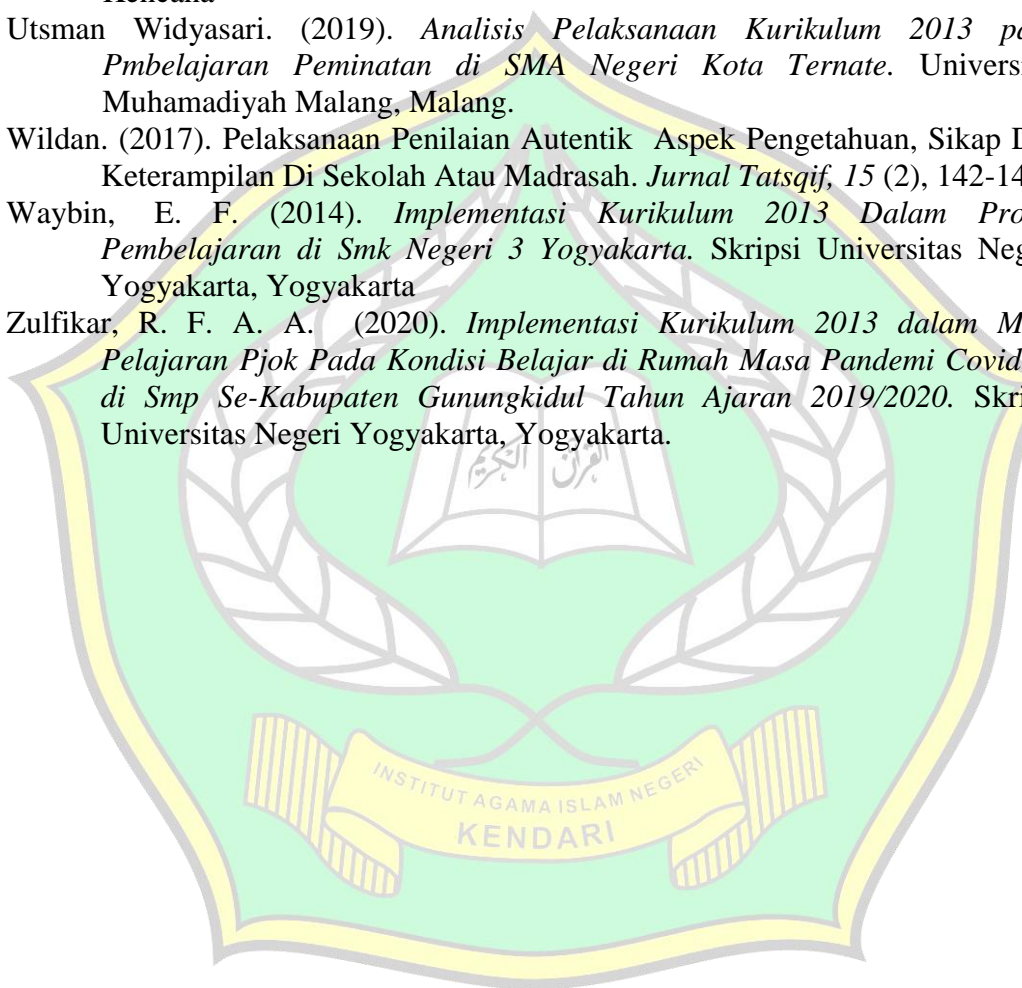 Kencana
Utsman Widyasari. (2019). Analisis Pelaksanaan Kurikulum 2013 pa
Pmbelajaran Peminatan di SMA Negeri Kota Ternate. Universi
Muhamadiyah Malang, Malang.
Wildan. (2017). Pelaksanaan Penilaian Autentik Aspek Pengetahuan, Sikap D
Keterampilan Di Sekolah Atau Madrasah. Jurnal Tatsqif, 15 (2), 142-14
Waybin, E. F. (2014). Implementasi Kurikulum 2013 Dalam Pro
Pembelajaran di Smk Negeri 3 Yogyakarta. Skripsi Universitas Neg
Yogyakarta, Yogyakarta
Zulfikar, R. F. A. A. (2020). Implementasi Kurikulum 2013 dalam M
Pelajaran Pjok Pada Kondisi Belajar di Rumah Masa Pandemi Covid
di Smp Se-Kabupaten Gunungkidul Tahun Ajaran 2019/2020. Skri
Universitas Negeri Yogyakarta, Yogyakarta.
القرآن الكريم
INSTITUT AGAMA ISLAM NEGERI
KENDARI